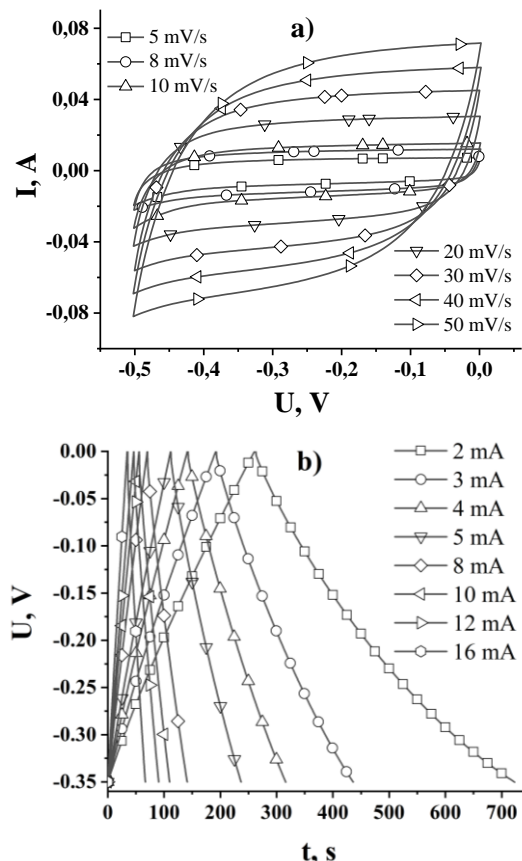 a)
5 mV/s
8 mV/s
10 mV/s
20 mV/s
30 mV/s
40 mV/s
50 mV/s
I, A
0,08
0,04
0,00
-0,04
-0,08
-0,5 -0,4 -0,3 -0,2 -0,1 0,0
U, V
b)
2 mA
3 mA
4 mA
5 mA
8 mA
10 mA
12 mA
16 mA
U, V
0.00
-0.05
-0.10
-0.15
-0.20
-0.25
-0.30
-0.35
0 100 200 300 400 500 600 700
t, s